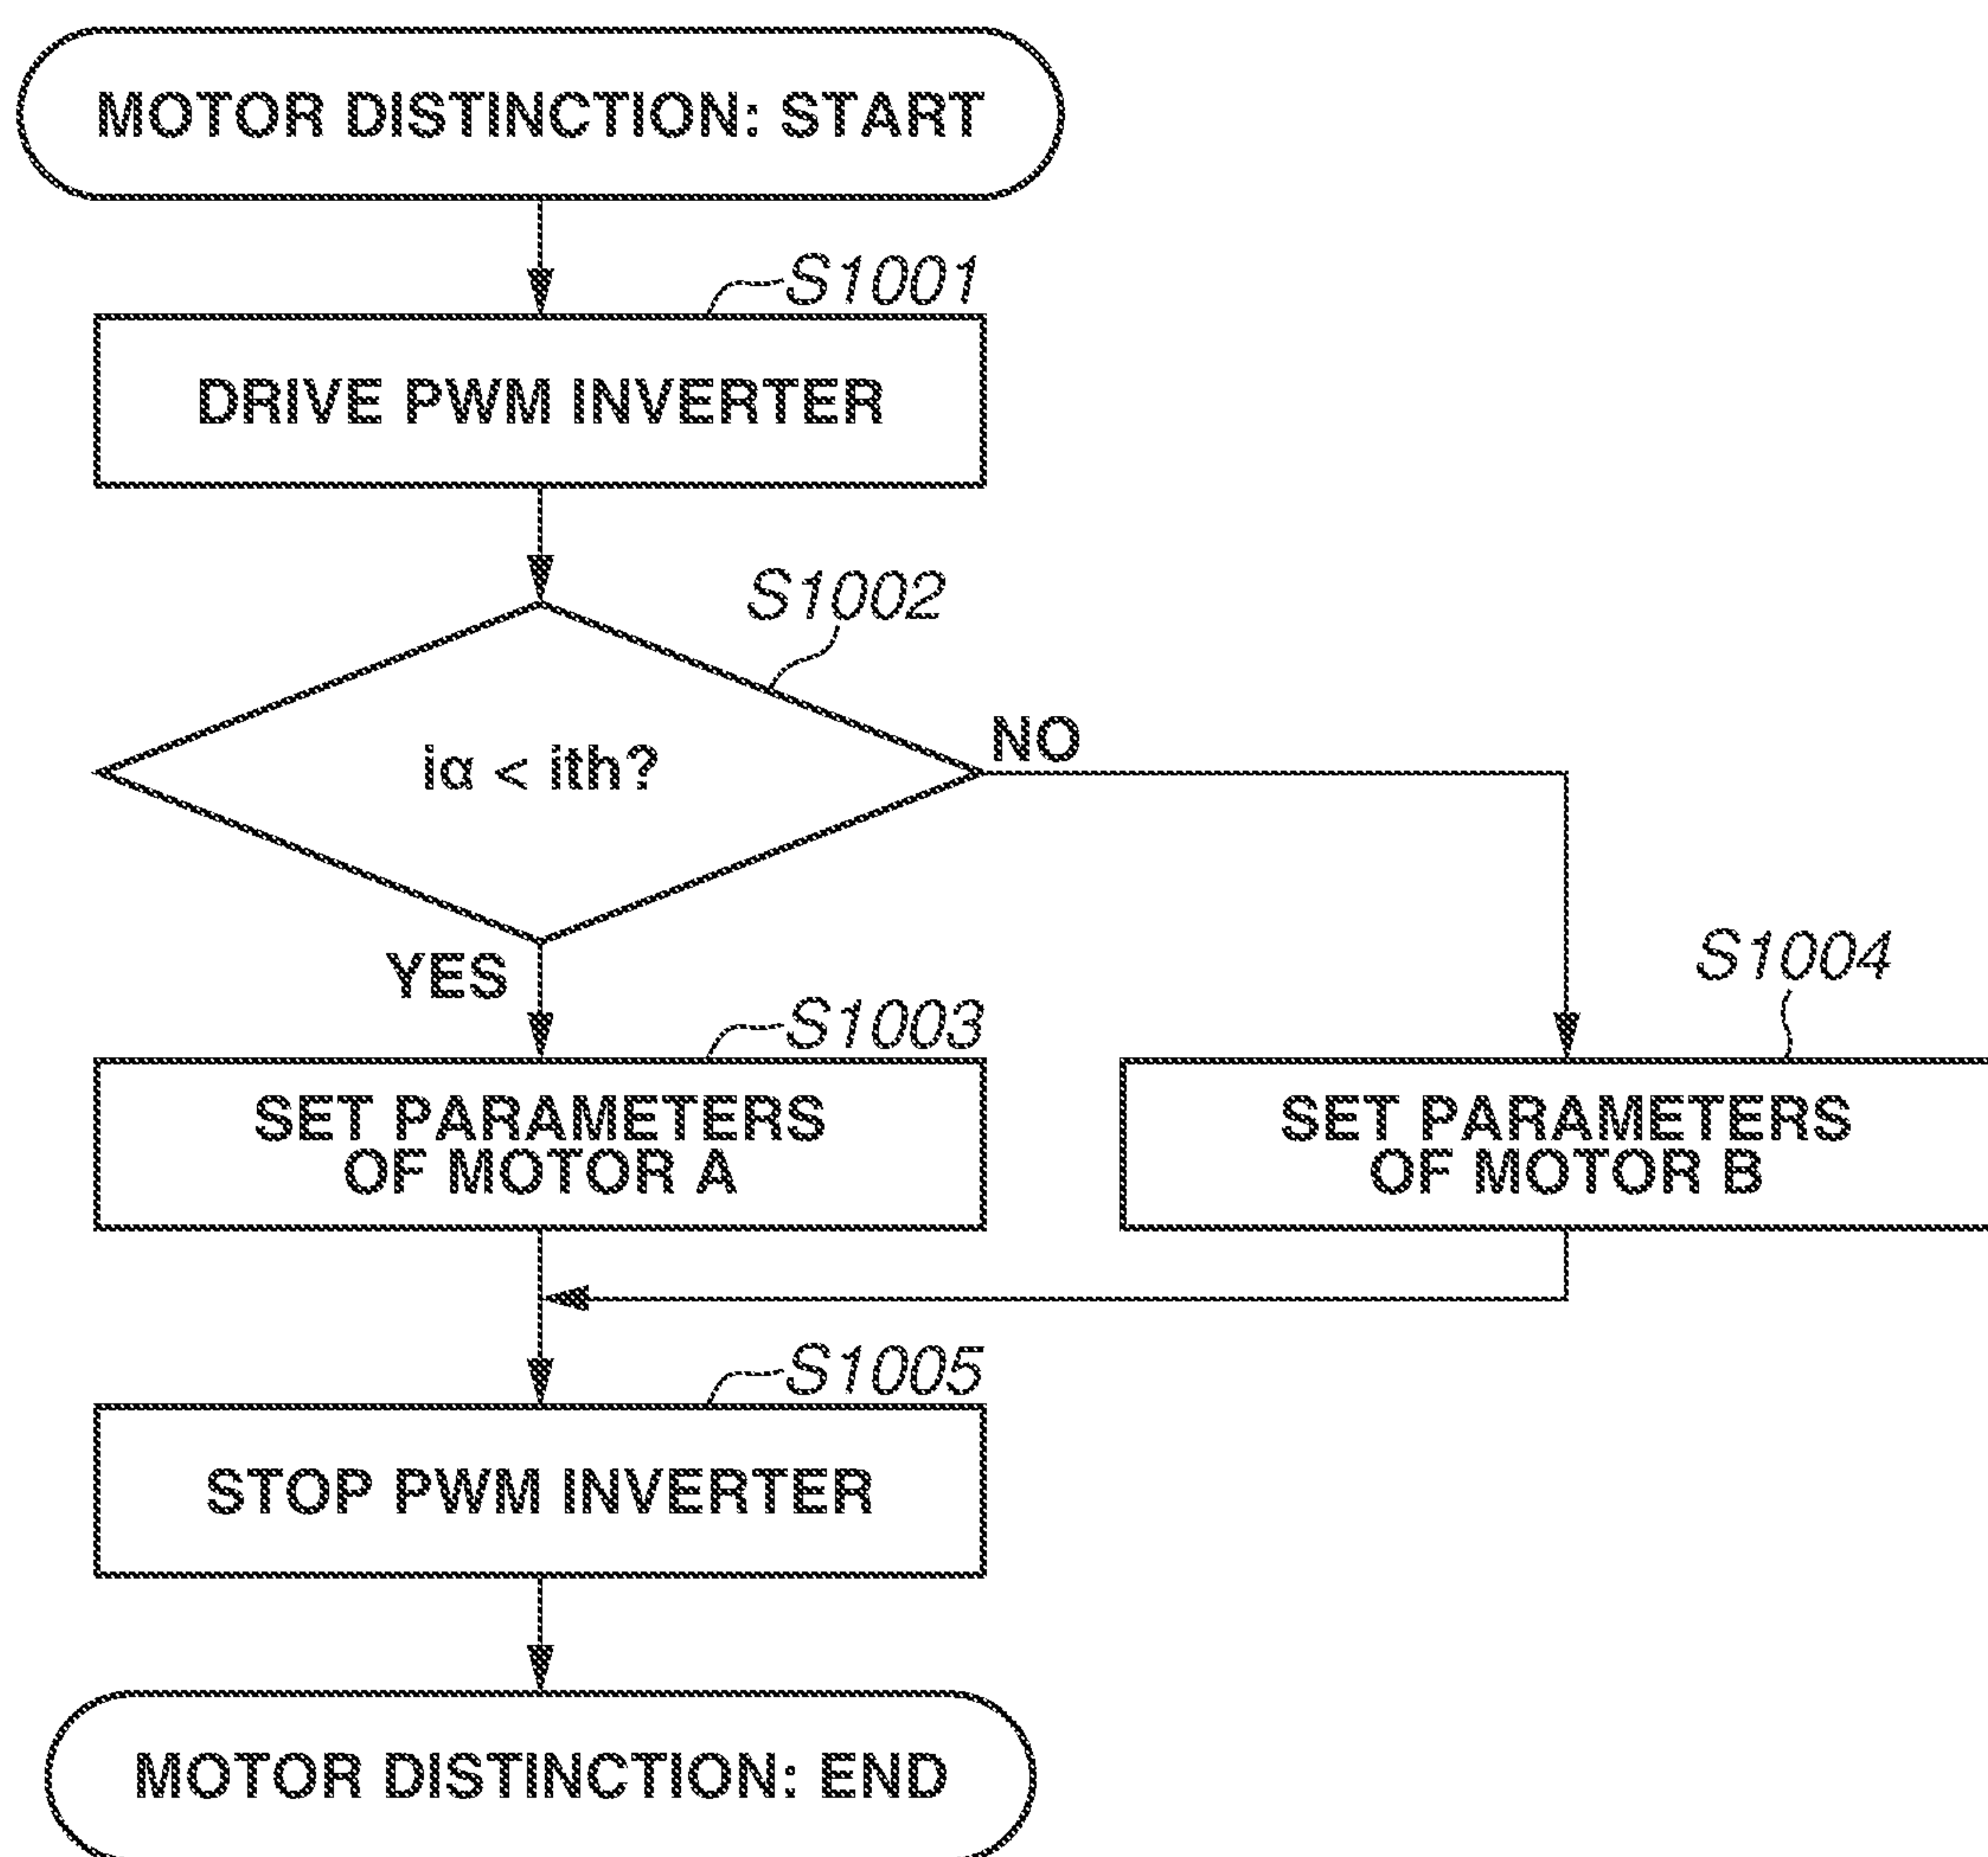 MOTOR DISTINCTION: START
S1001
DRIVE PWM INVERTER
S1002
iα < ith?
NO
YES
S1003
SET PARAMETERS
OF MOTOR A
S1004
SET PARAMETERS
OF MOTOR B
S1005
STOP PWM INVERTER
MOTOR DISTINCTION: END